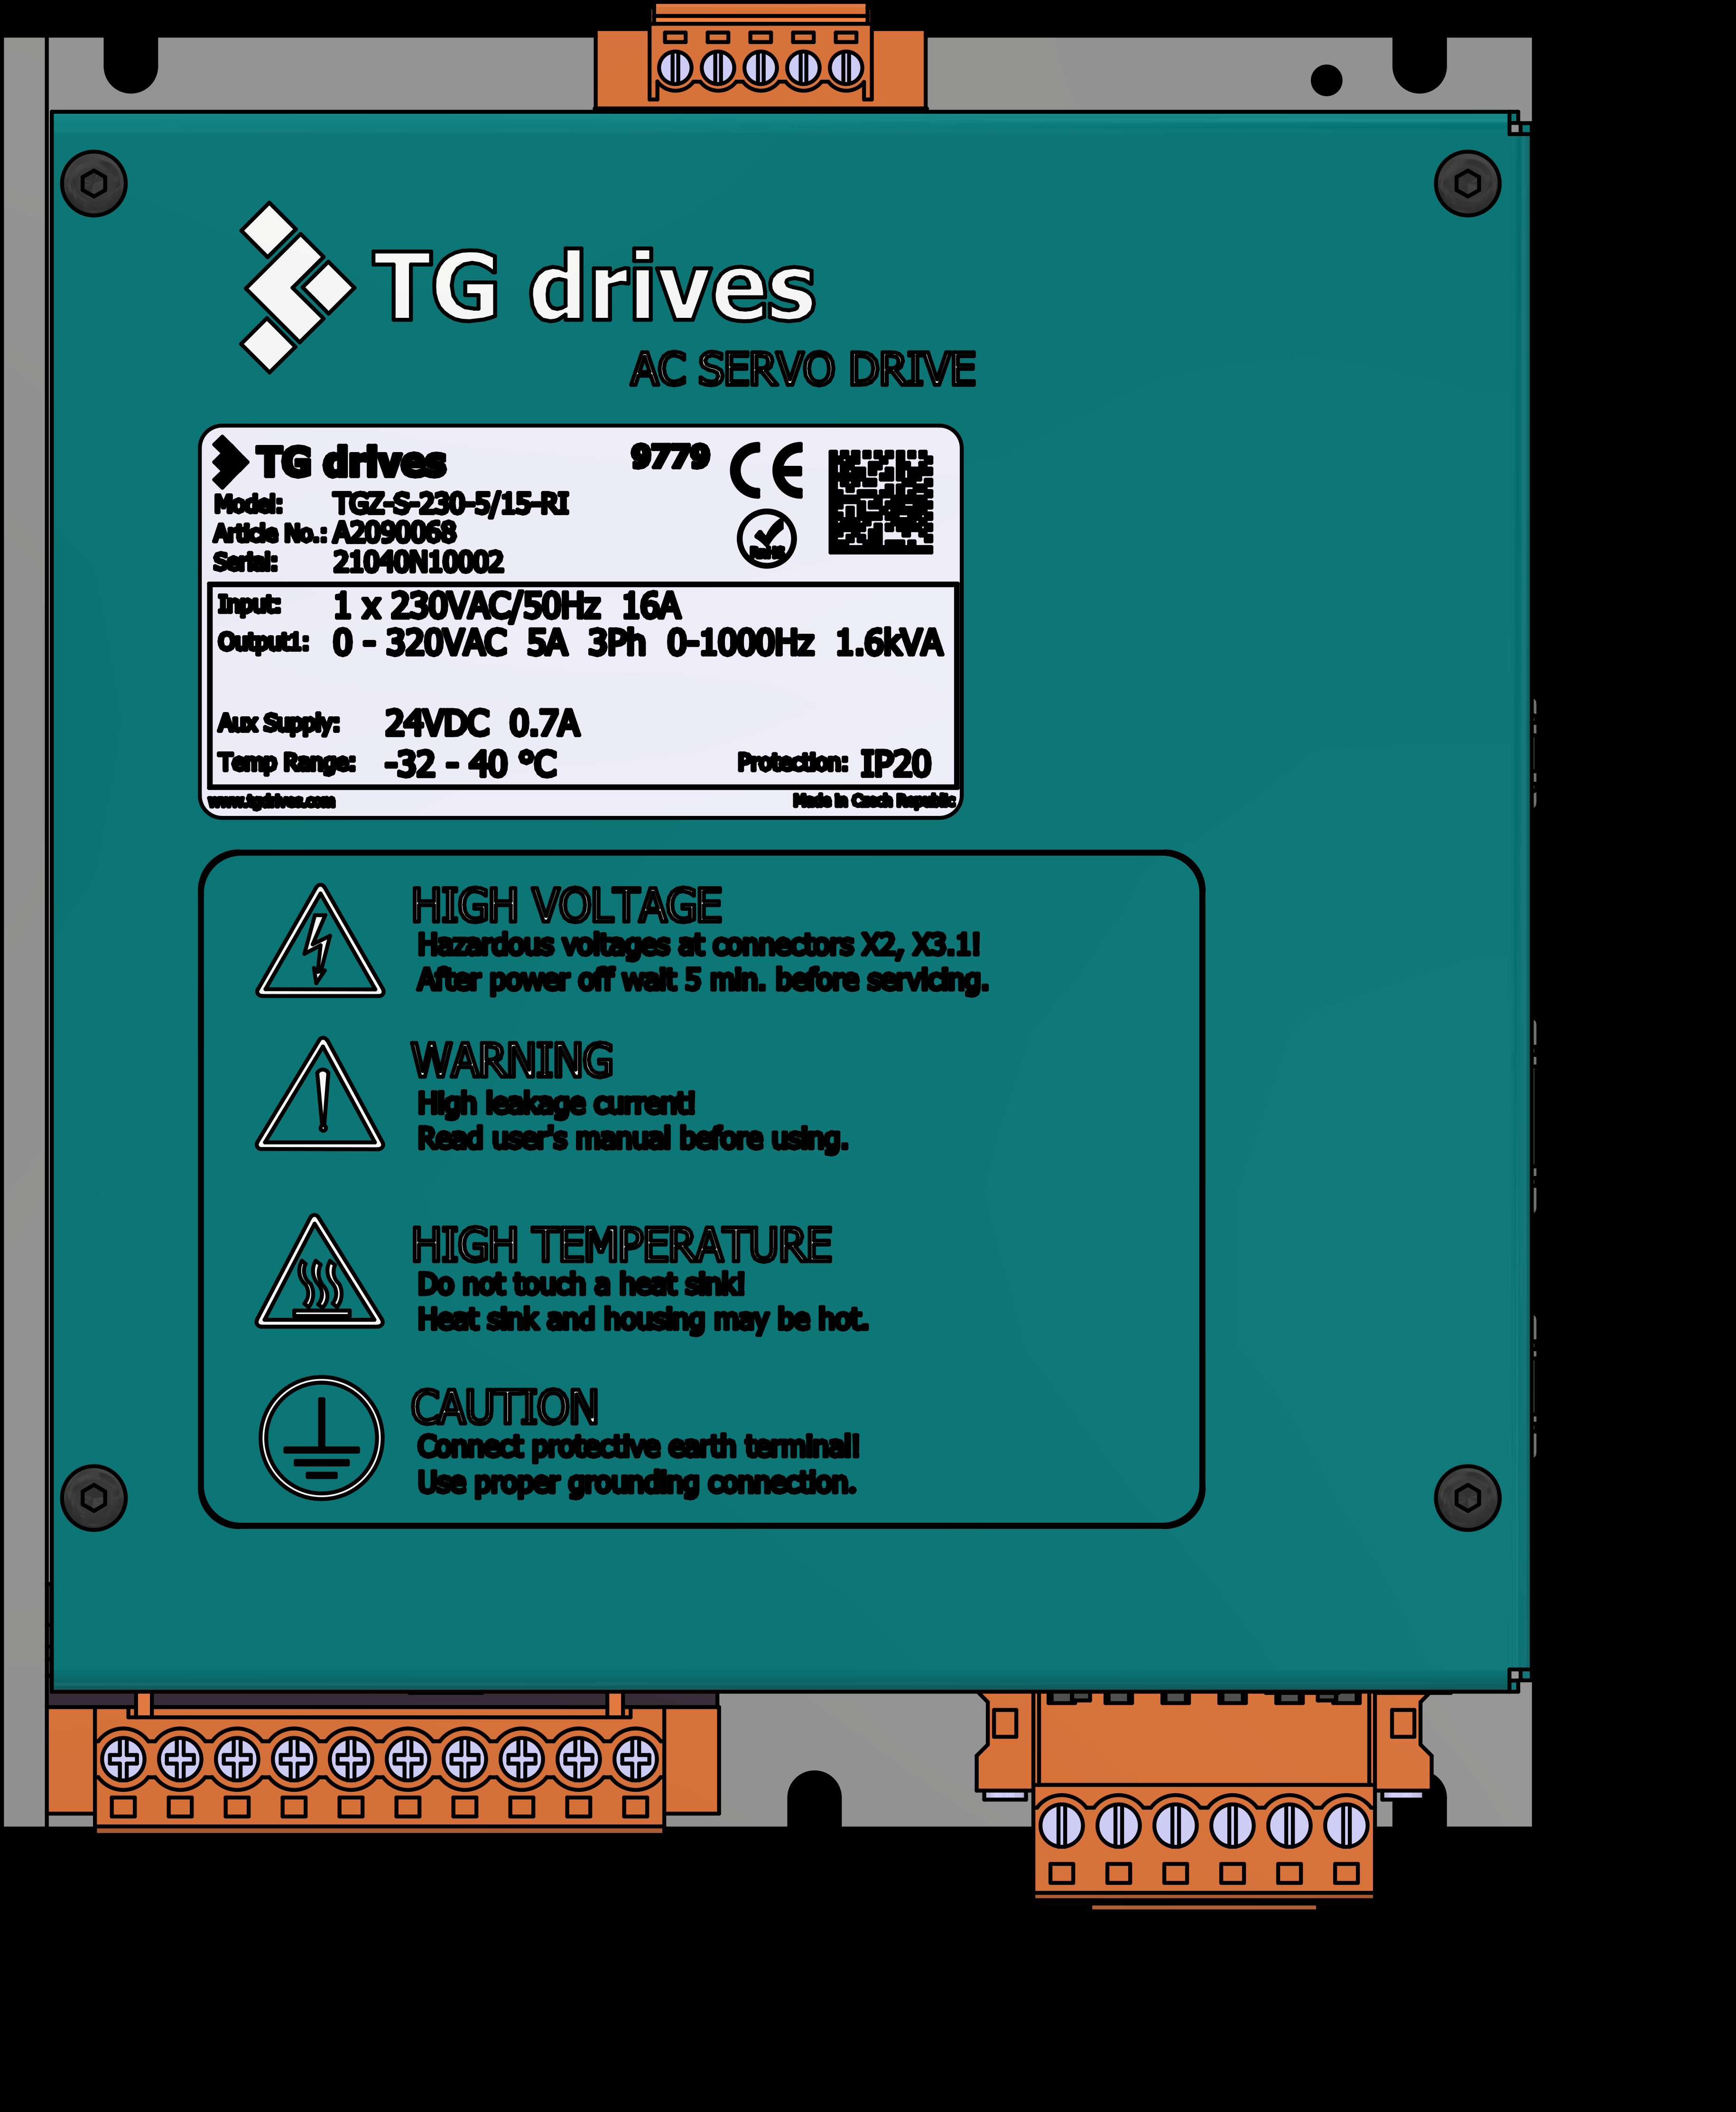 TG drives
AC SERVO DRIVE
TG drives 9779 CE
Model: TGZ-S-230-5/15-RI
Article No.: A2090068
RoHS
Serial: 21040N10002
Input: 1 x 230VAC/50Hz 16A
Output1: 0 - 320VAC 5A 3Ph 0-1000Hz 1.6kVA
Aux Supply: 24VDC 0.7A
Temp Range: -32 - 40 °C Protection: IP20
www.tgdrives.com Made in Czech Republic
HIGH VOLTAGE
Hazardous voltages at connectors X2, X3.1!
After power off wait 5 min. before servicing.
WARNING
High leakage current!
Read user's manual before using.
HIGH TEMPERATURE
Do not touch a heat sink!
Heat sink and housing may be hot.
CAUTION
Connect protective earth terminal!
Use proper grounding connection.